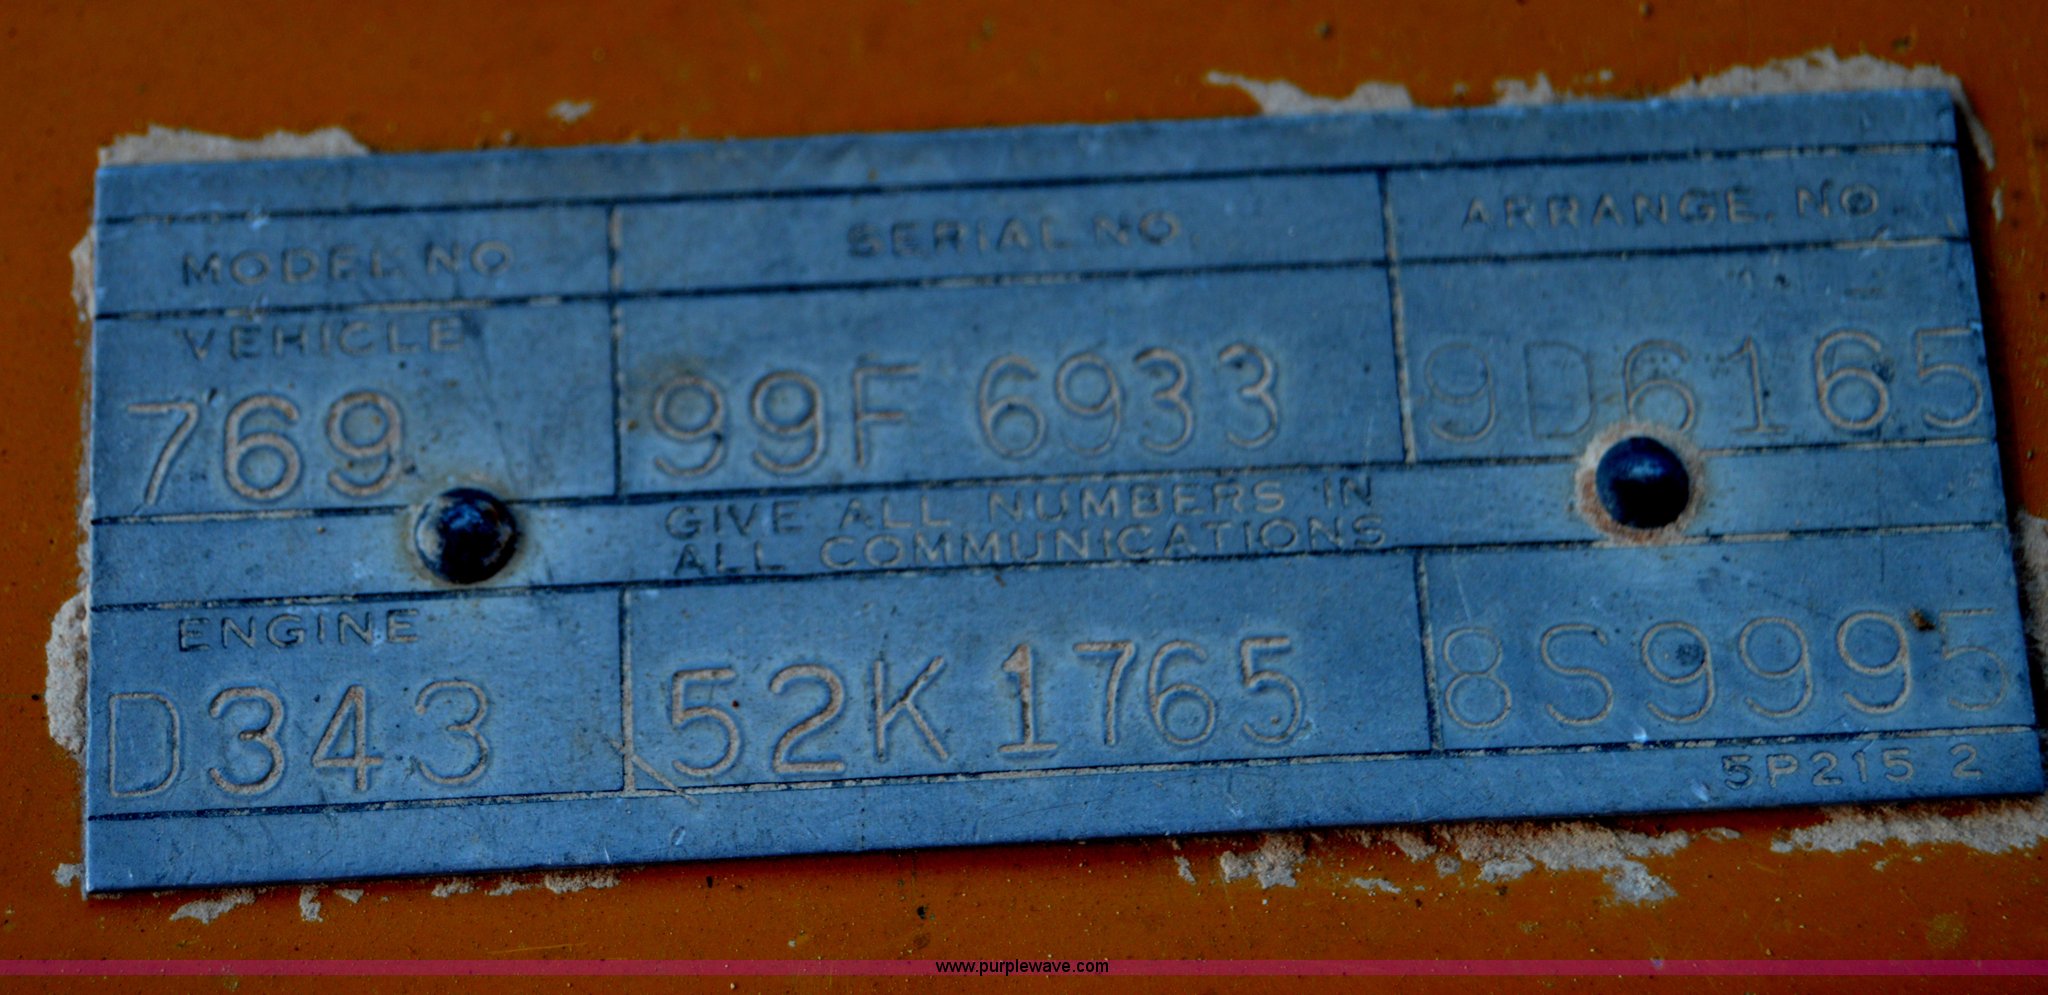 MODEL NO. SERIAL NO. ARRANGE. NO.
VEHICLE
769 99F 6933 9D6165
GIVE ALL NUMBERS IN
ALL COMMUNICATIONS
ENGINE
D343 52K 1765 8S9995
5P215 2
www.purplewave.com